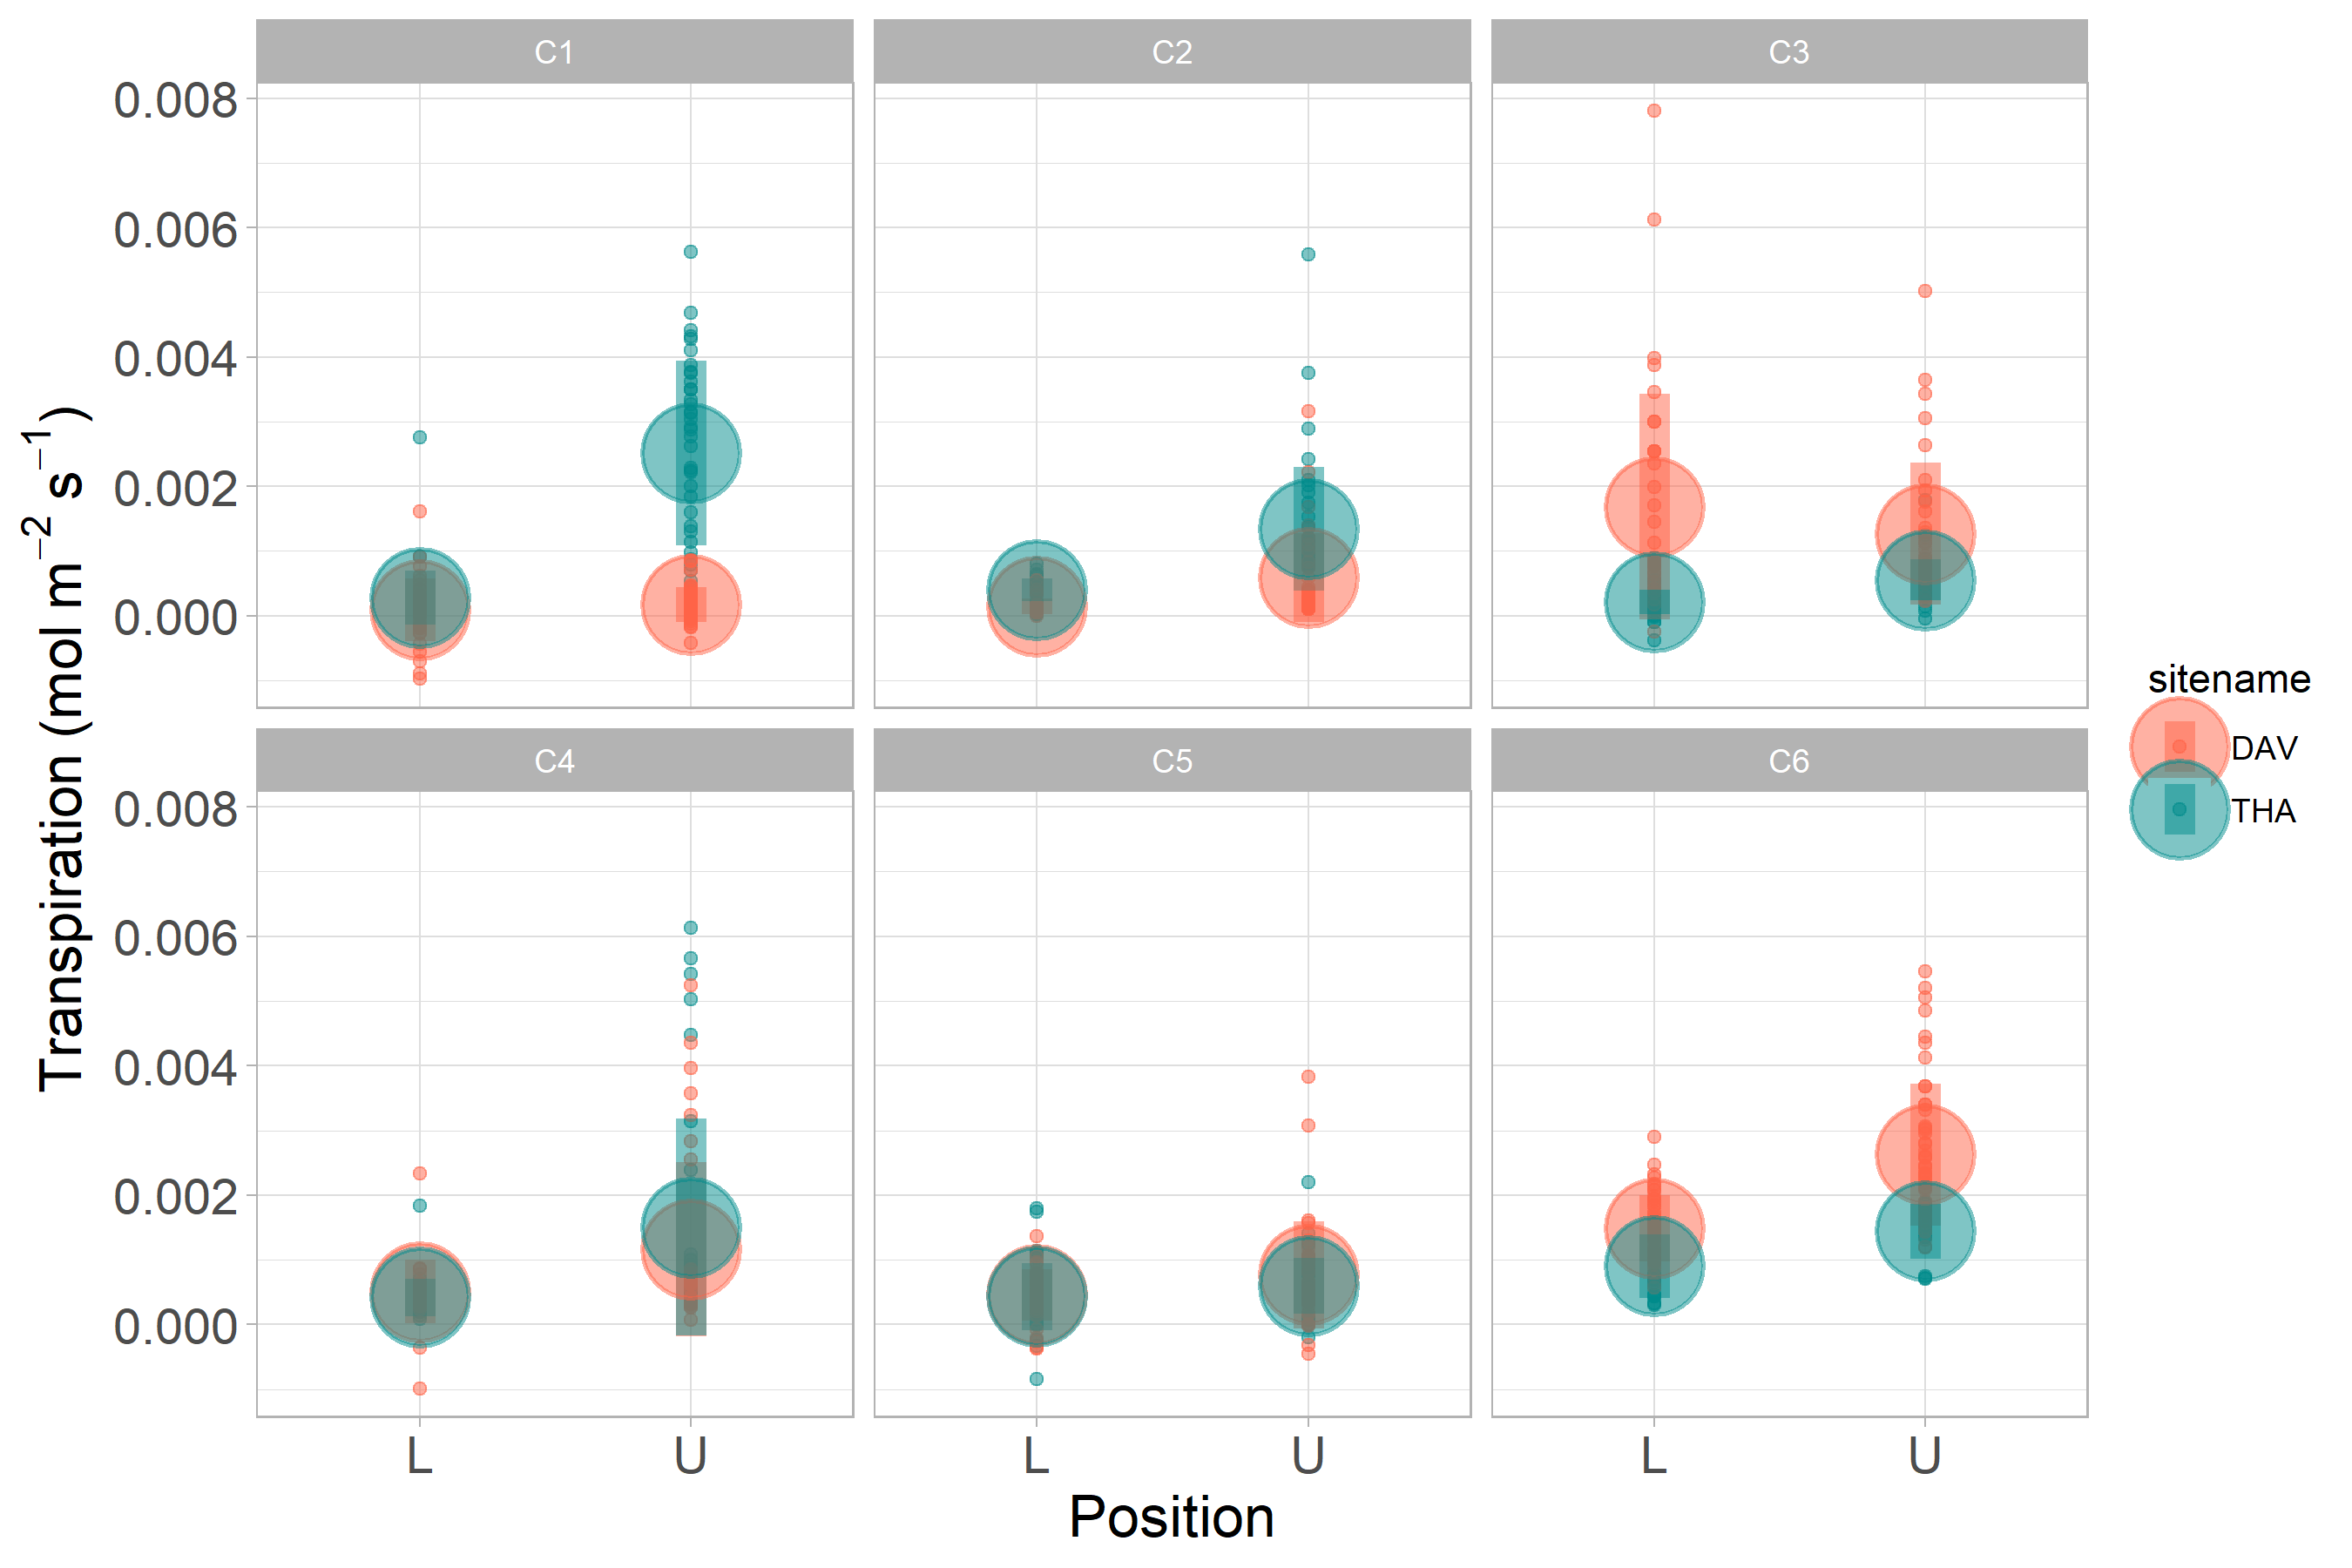 C1
C2
C3
0.008
0.006
0.004
0.002
0.000
C4
C5
C6
0.008
0.006
0.004
0.002
0.000
L
U
L
U
L
U
Position
Transpiration (mol m⁻² s⁻¹)
sitename
DAV
THA